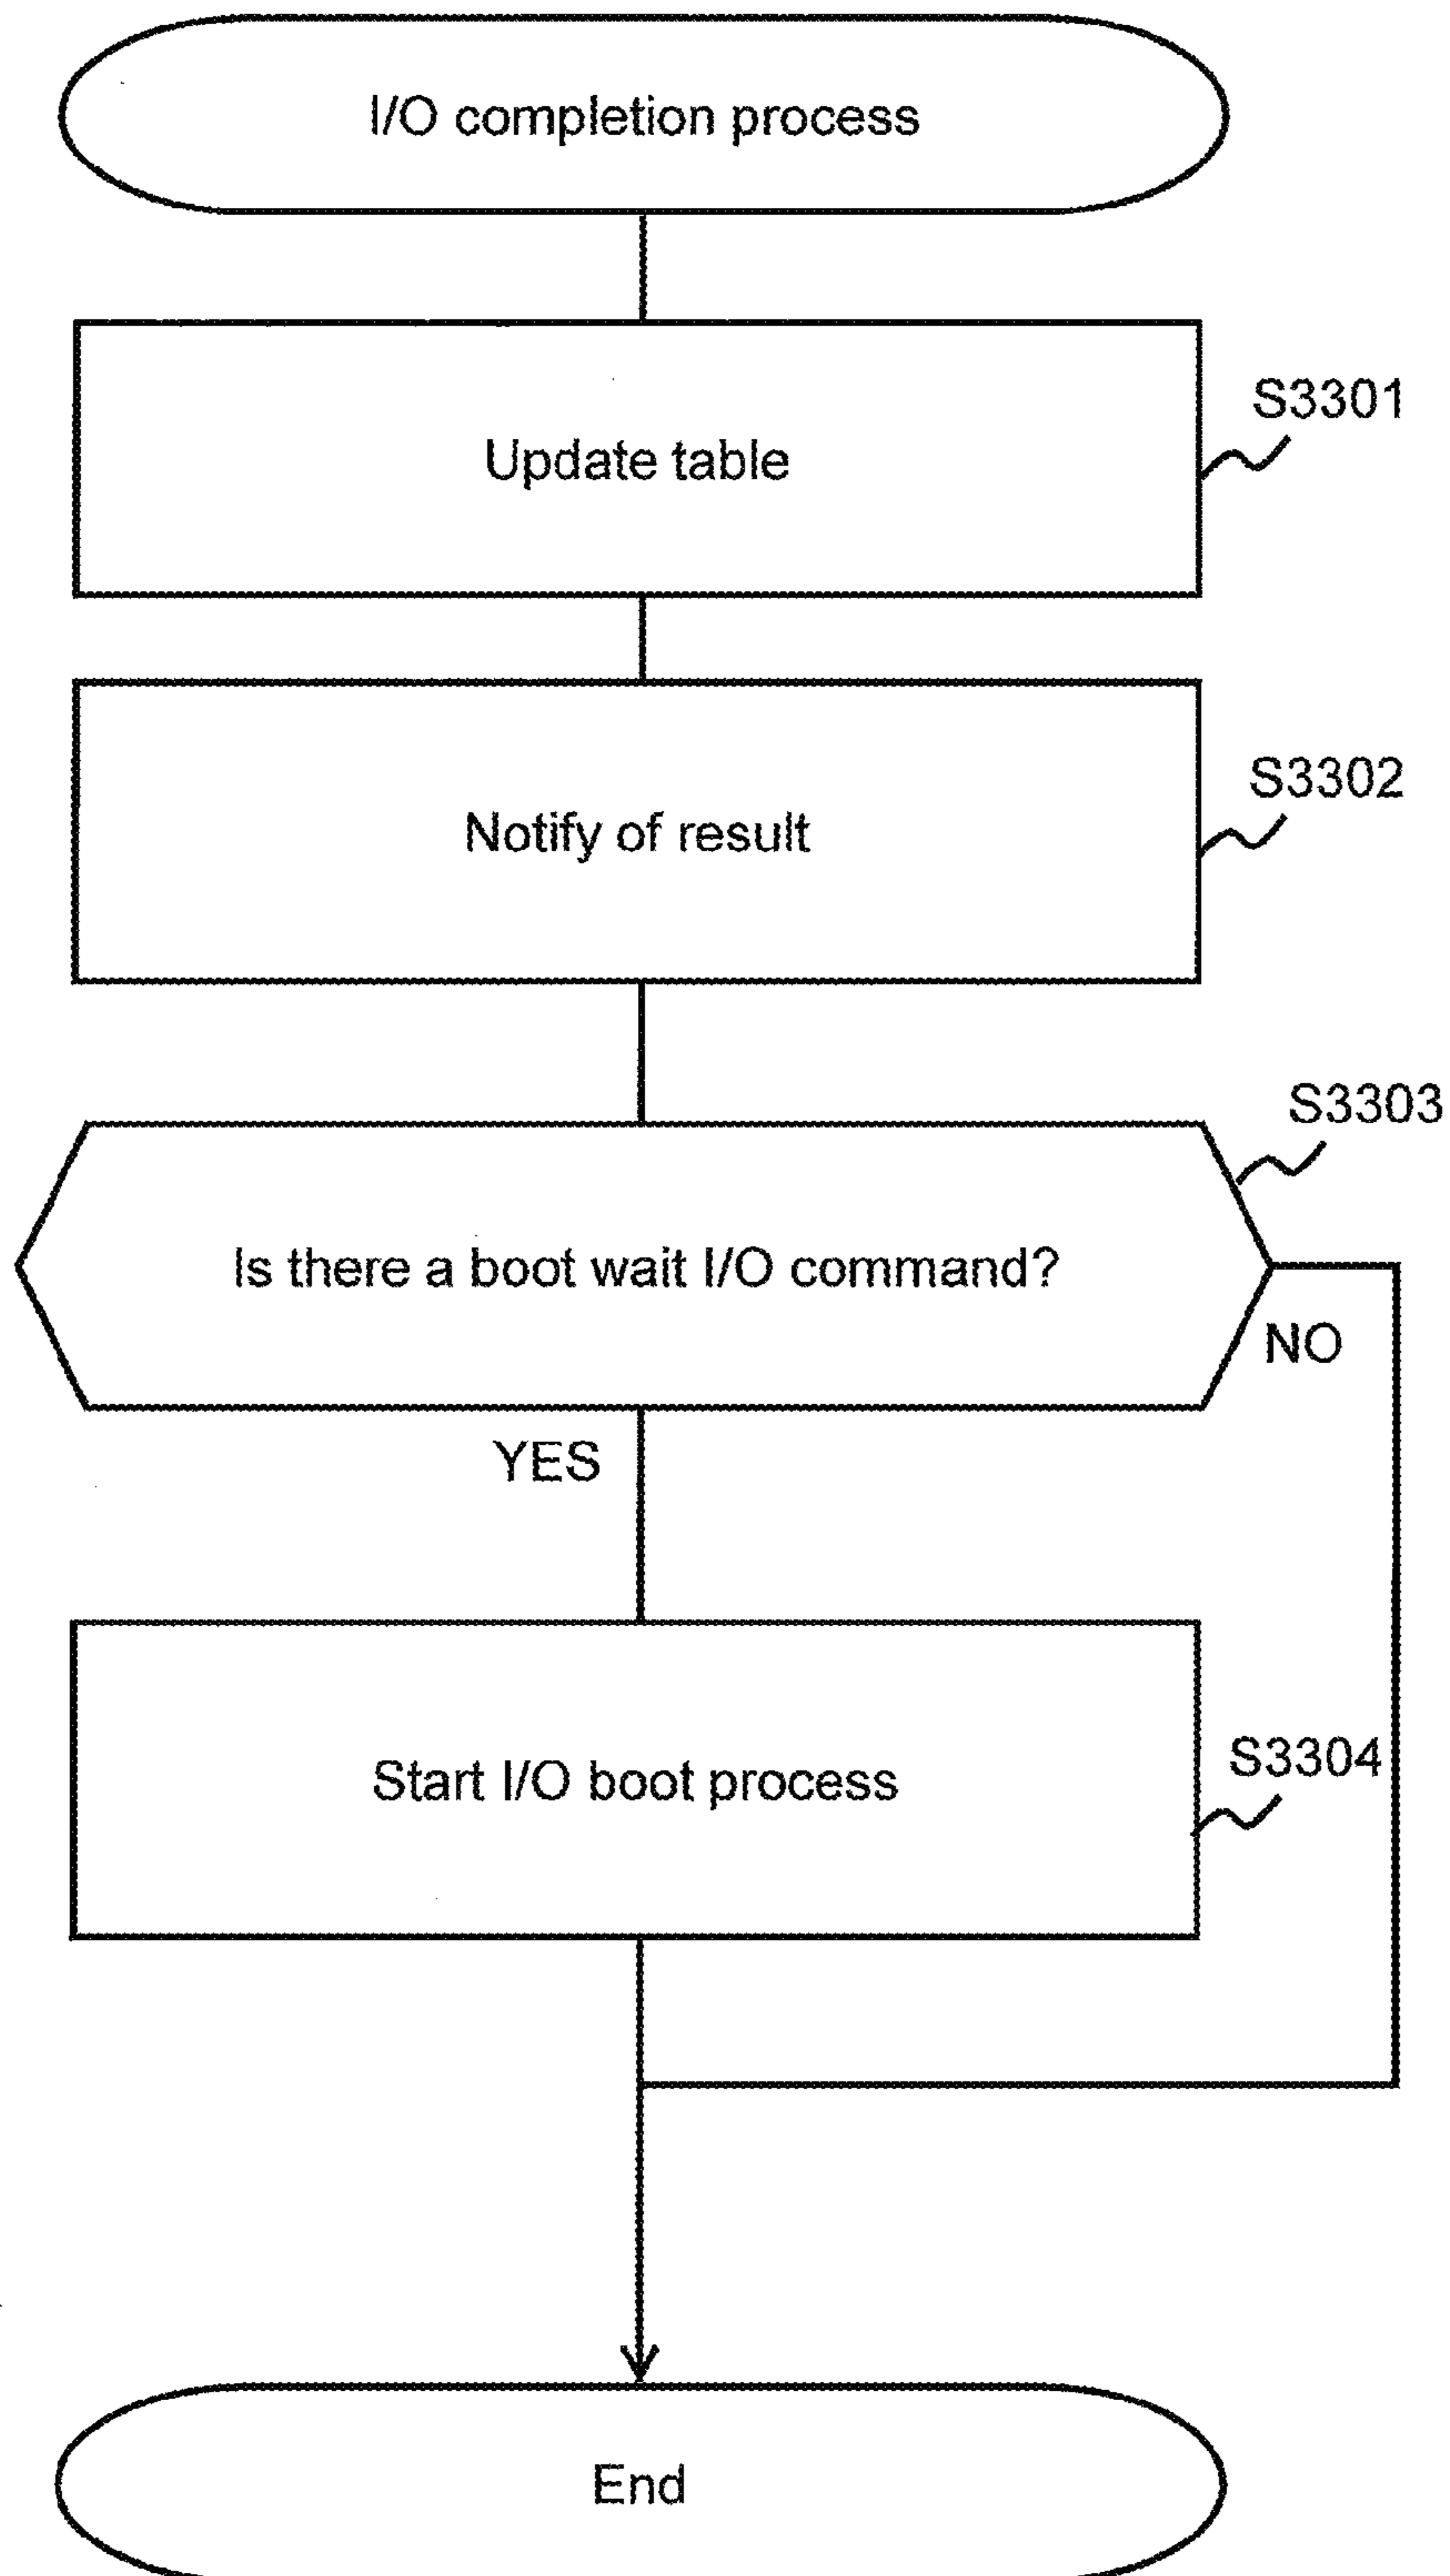 I/O completion process
Update table
S3301
Notify of result
S3302
S3303
Is there a boot wait I/O command?
NO
YES
Start I/O boot process
S3304
End